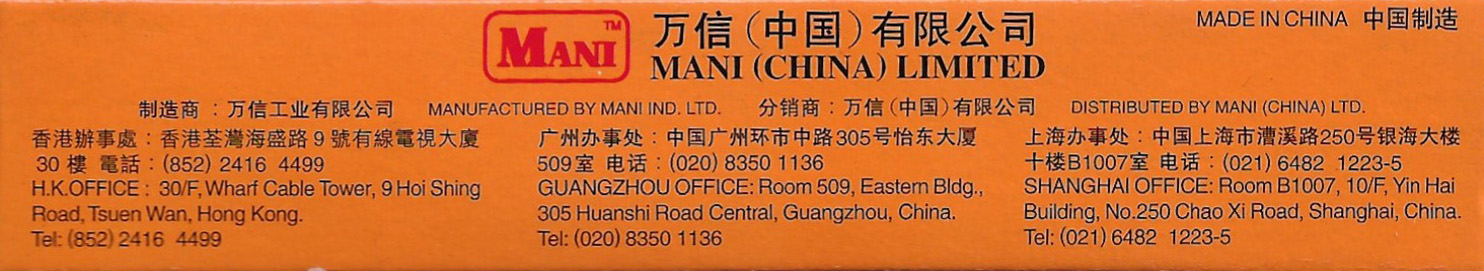 MANI™
万信(中国)有限公司
MANI (CHINA) LIMITED
MADE IN CHINA 中国制造
制造商:万信工业有限公司 MANUFACTURED BY MANI IND. LTD. 分销商:万信(中国)有限公司 DISTRIBUTED BY MANI (CHINA) LTD.
香港辦事處:香港荃灣海盛路9號有線電視大廈
30 樓 電話:(852) 2416 4499
H.K.OFFICE : 30/F, Wharf Cable Tower, 9 Hoi Shing
Road, Tsuen Wan, Hong Kong.
Tel: (852) 2416 4499
广州办事处:中国广州环市中路305号怡东大厦
509室 电话:(020) 8350 1136
GUANGZHOU OFFICE: Room 509, Eastern Bldg.,
305 Huanshi Road Central, Guangzhou, China.
Tel: (020) 8350 1136
上海办事处:中国上海市漕溪路250号银海大楼
十楼B1007室 电话:(021) 6482 1223-5
SHANGHAI OFFICE: Room B1007, 10/F, Yin Hai
Building, No.250 Chao Xi Road, Shanghai, China.
Tel: (021) 6482 1223-5